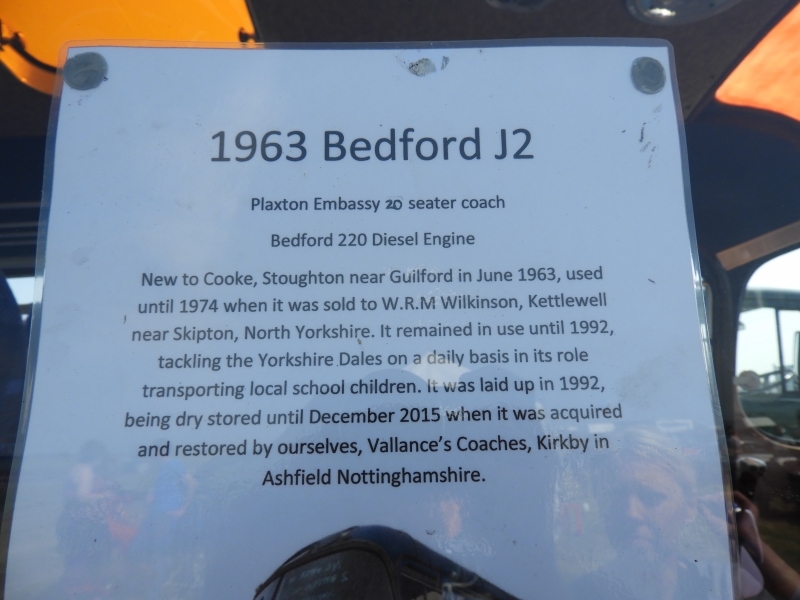 1963 Bedford J2
Plaxton Embassy 20 seater coach
Bedford 220 Diesel Engine
New to Cooke, Stoughton near Guilford in June 1963, used
until 1974 when it was sold to W.R.M Wilkinson, Kettlewell
near Skipton, North Yorkshire. It remained in use until 1992,
tackling the Yorkshire Dales on a daily basis in its role
transporting local school children. It was laid up in 1992,
being dry stored until December 2015 when it was acquired
and restored by ourselves, Vallance's Coaches, Kirkby in
Ashfield Nottinghamshire.